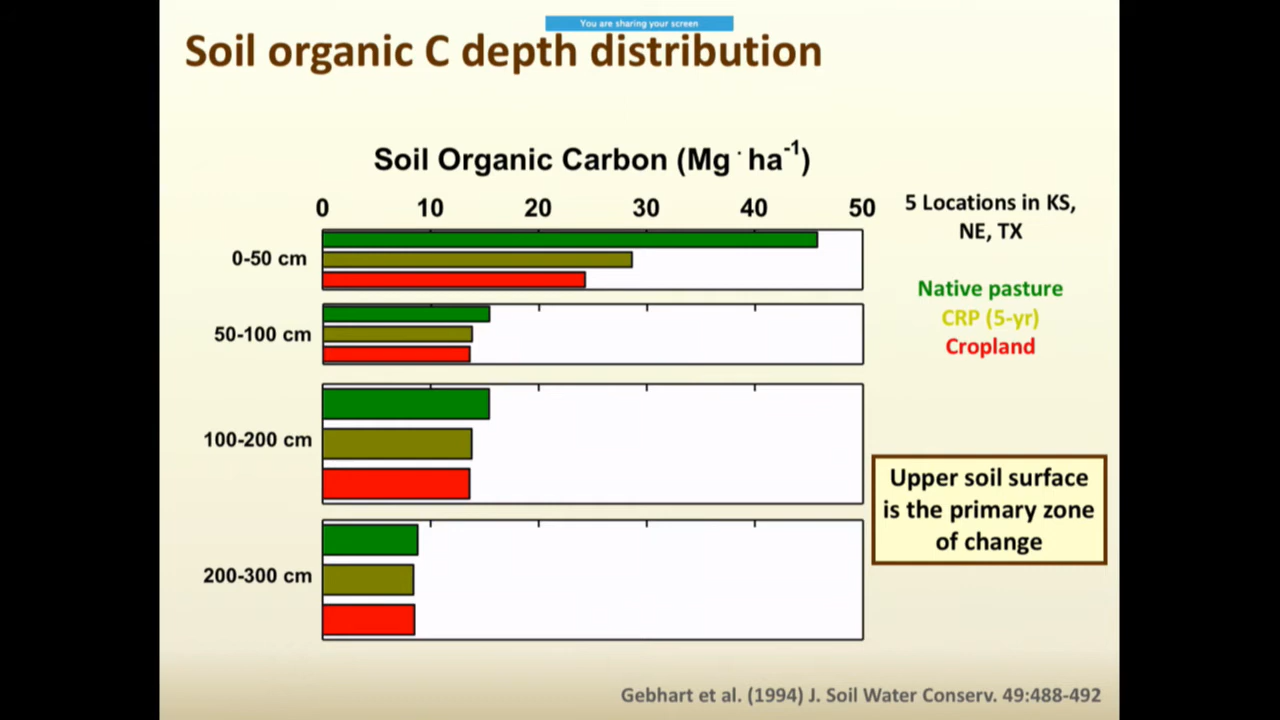 You are sharing your screen
Soil organic C depth distribution
Soil Organic Carbon (Mg · ha-1)
0 10 20 30 40 50
0-50 cm
50-100 cm
100-200 cm
200-300 cm
5 Locations in KS,
NE, TX
Native pasture
CRP (5-yr)
Cropland
Upper soil surface
is the primary zone
of change
Gebhart et al. (1994) J. Soil Water Conserv. 49:488-492